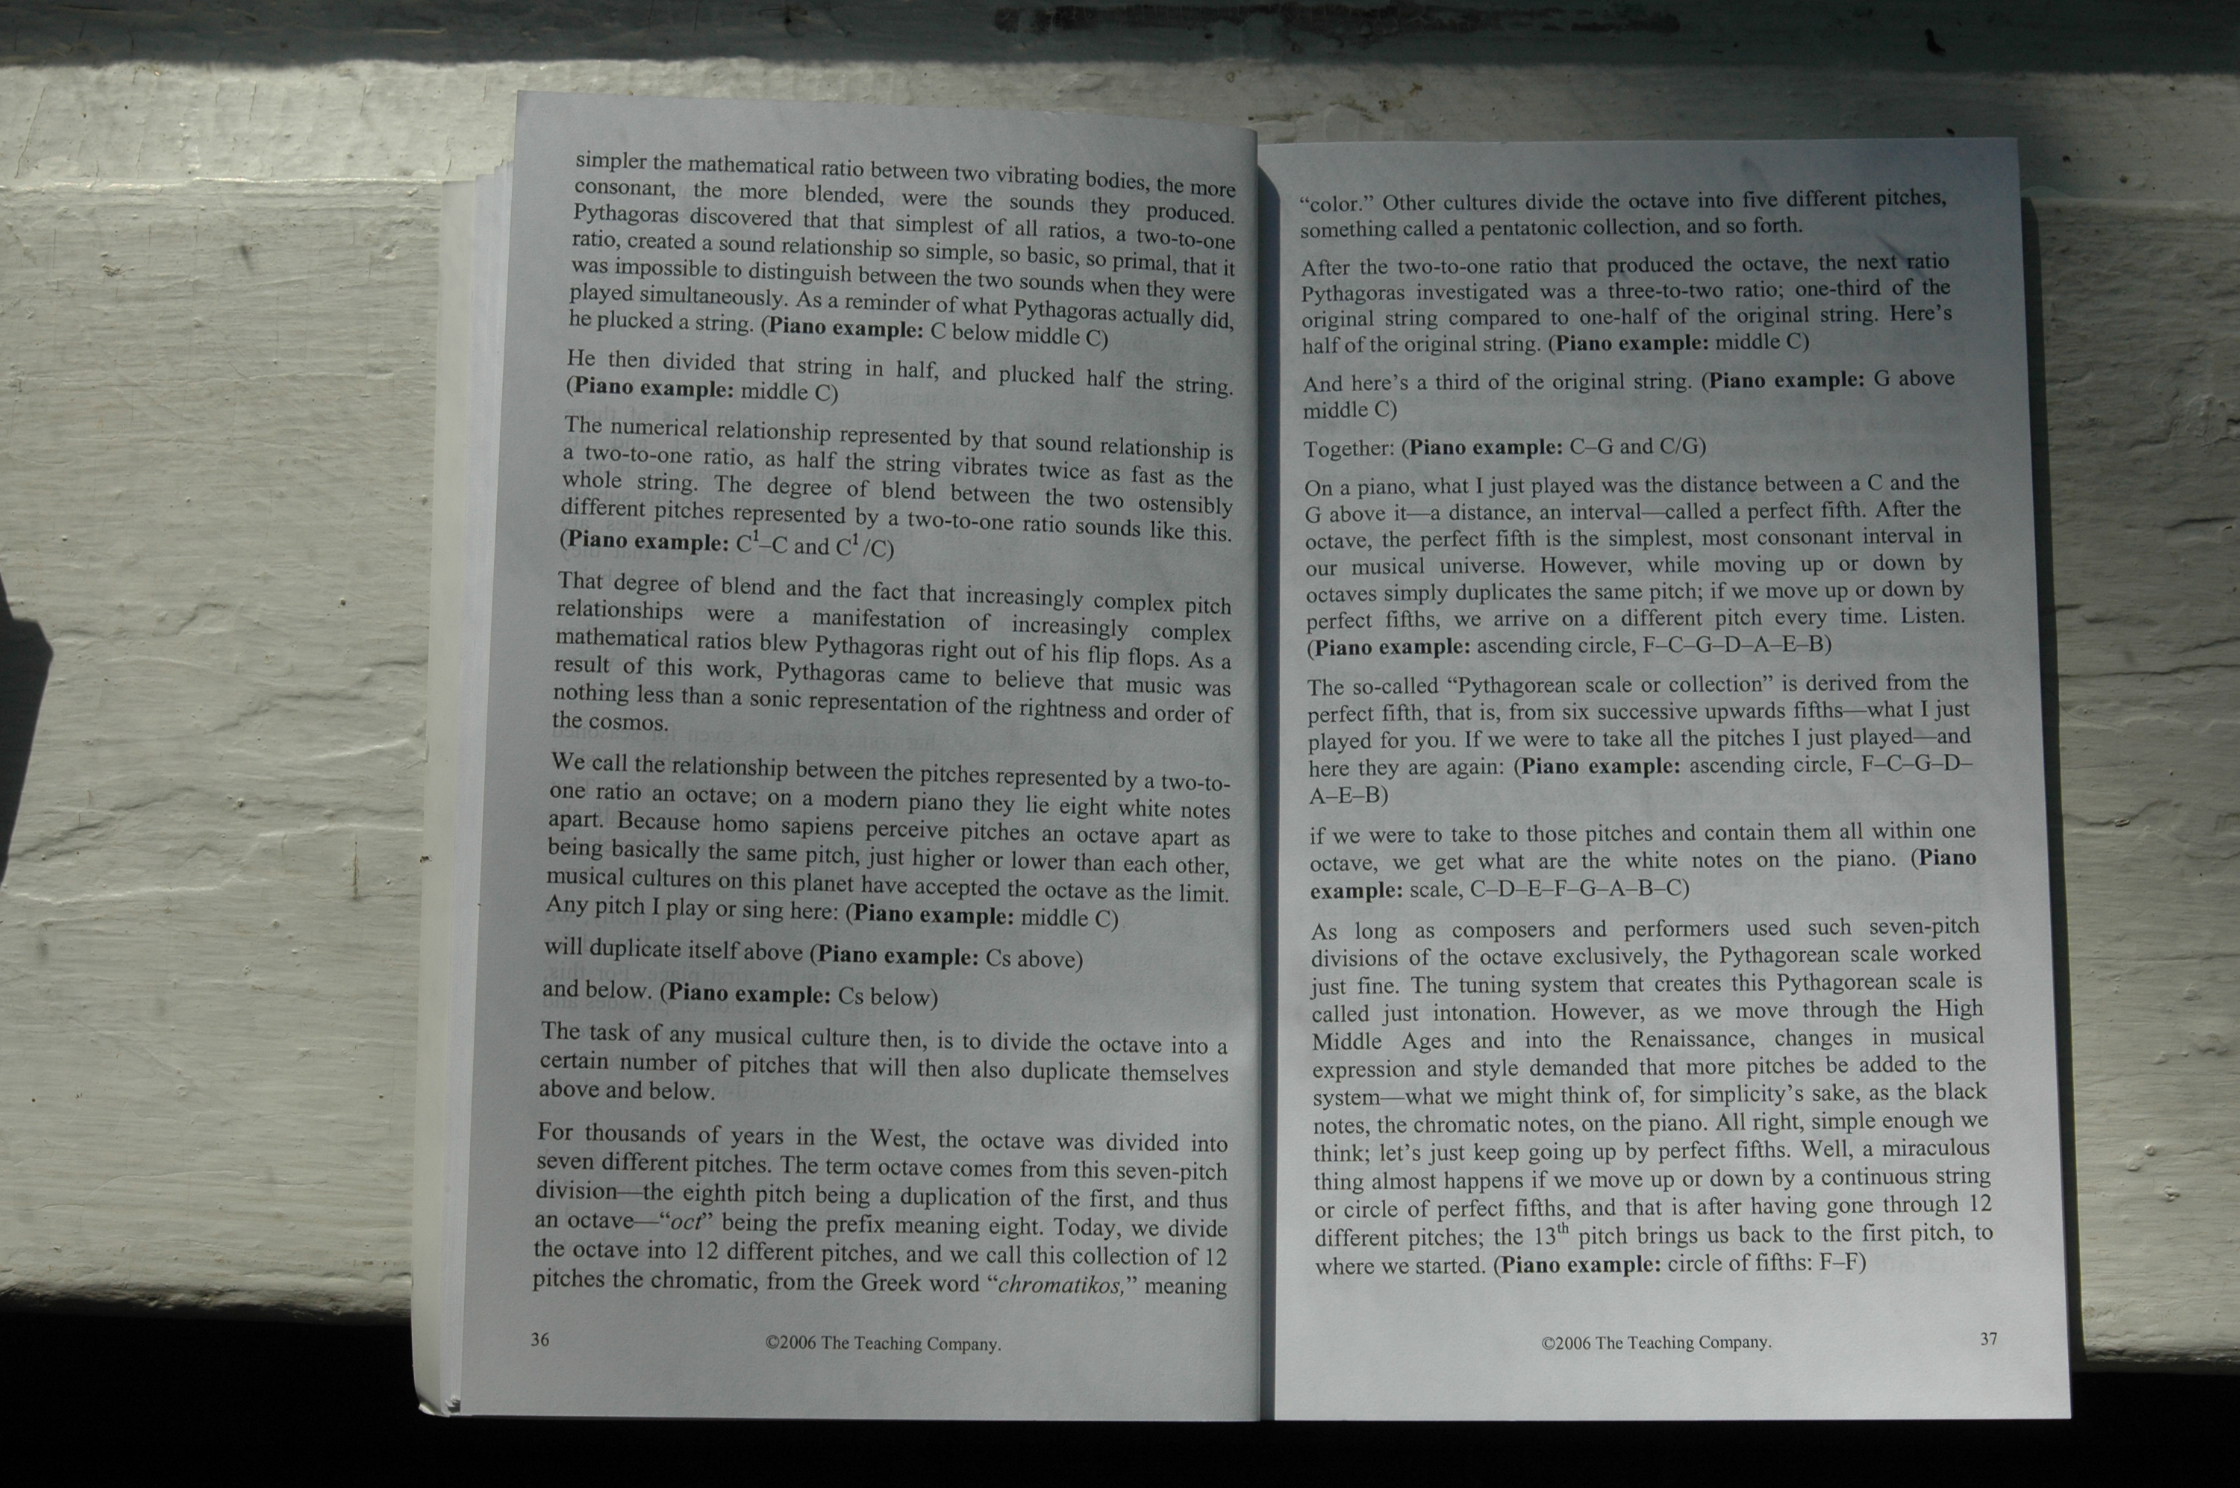 simpler the mathematical ratio between two vibrating bodies, the more
consonant, the more blended, were the sounds they produced.
Pythagoras discovered that that simplest of all ratios, a two-to-one
ratio, created a sound relationship so simple, so basic, so primal, that it
was impossible to distinguish between the two sounds when they were
played simultaneously. As a reminder of what Pythagoras actually did,
he plucked a string. (Piano example: C below middle C)
He then divided that string in half, and plucked half the string.
(Piano example: middle C)
The numerical relationship represented by that sound relationship is
a two-to-one ratio, as half the string vibrates twice as fast as the
whole string. The degree of blend between the two ostensibly
different pitches represented by a two-to-one ratio sounds like this.
(Piano example: C¹–C and C¹/C)
That degree of blend and the fact that increasingly complex pitch
relationships were a manifestation of increasingly complex
mathematical ratios blew Pythagoras right out of his flip flops. As a
result of this work, Pythagoras came to believe that music was
nothing less than a sonic representation of the rightness and order of
the cosmos.
We call the relationship between the pitches represented by a two-to-
one ratio an octave; on a modern piano they lie eight white notes
apart. Because homo sapiens perceive pitches an octave apart as
being basically the same pitch, just higher or lower than each other,
musical cultures on this planet have accepted the octave as the limit.
Any pitch I play or sing here: (Piano example: middle C)
will duplicate itself above (Piano example: Cs above)
and below. (Piano example: Cs below)
The task of any musical culture then, is to divide the octave into a
certain number of pitches that will then also duplicate themselves
above and below.
For thousands of years in the West, the octave was divided into
seven different pitches. The term octave comes from this seven-pitch
division—the eighth pitch being a duplication of the first, and thus
an octave—“oct” being the prefix meaning eight. Today, we divide
the octave into 12 different pitches, and we call this collection of 12
pitches the chromatic, from the Greek word “chromatikos,” meaning
36 ©2006 The Teaching Company.
“color.” Other cultures divide the octave into five different pitches,
something called a pentatonic collection, and so forth.
After the two-to-one ratio that produced the octave, the next ratio
Pythagoras investigated was a three-to-two ratio; one-third of the
original string compared to one-half of the original string. Here’s
half of the original string. (Piano example: middle C)
And here’s a third of the original string. (Piano example: G above
middle C)
Together: (Piano example: C–G and C/G)
On a piano, what I just played was the distance between a C and the
G above it—a distance, an interval—called a perfect fifth. After the
octave, the perfect fifth is the simplest, most consonant interval in
our musical universe. However, while moving up or down by
octaves simply duplicates the same pitch; if we move up or down by
perfect fifths, we arrive on a different pitch every time. Listen.
(Piano example: ascending circle, F–C–G–D–A–E–B)
The so-called “Pythagorean scale or collection” is derived from the
perfect fifth, that is, from six successive upwards fifths—what I just
played for you. If we were to take all the pitches I just played—and
here they are again: (Piano example: ascending circle, F–C–G–D–
A–E–B)
if we were to take to those pitches and contain them all within one
octave, we get what are the white notes on the piano. (Piano
example: scale, C–D–E–F–G–A–B–C)
As long as composers and performers used such seven-pitch
divisions of the octave exclusively, the Pythagorean scale worked
just fine. The tuning system that creates this Pythagorean scale is
called just intonation. However, as we move through the High
Middle Ages and into the Renaissance, changes in musical
expression and style demanded that more pitches be added to the
system—what we might think of, for simplicity’s sake, as the black
notes, the chromatic notes, on the piano. All right, simple enough we
think; let’s just keep going up by perfect fifths. Well, a miraculous
thing almost happens if we move up or down by a continuous string
or circle of perfect fifths, and that is after having gone through 12
different pitches; the 13th pitch brings us back to the first pitch, to
where we started. (Piano example: circle of fifths: F–F)
©2006 The Teaching Company. 37